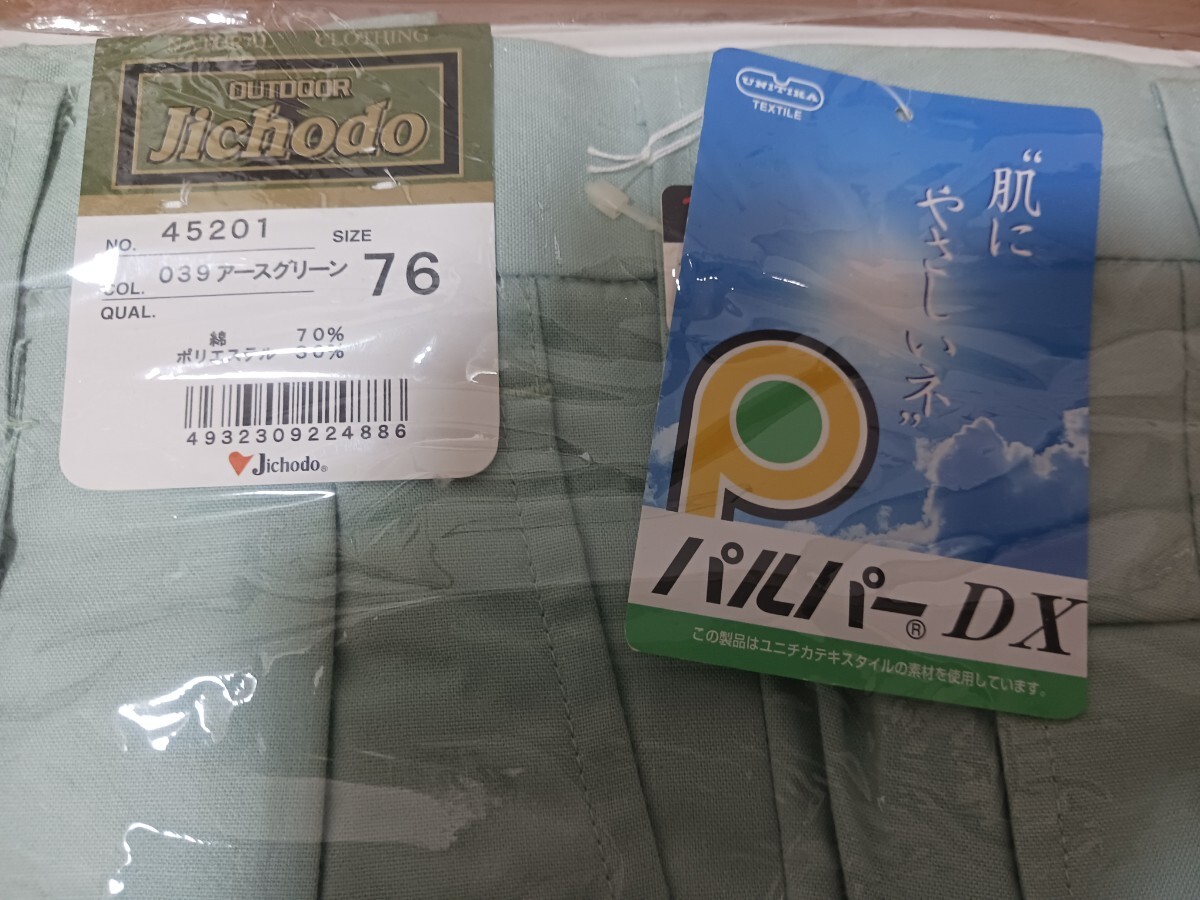 NATURAL CLOTHING
OUTDOOR
Jichodo
NO. 45201
SIZE 76
COL. 039アースグリーン
QUAL.
綿 70%
ポリエステル 30%
4932309224886
Jichodo®
UNITIKA
TEXTILE
“肌に
やさしいネ”
パルパー® DX
この製品はユニチカテキスタイルの素材を使用しています。